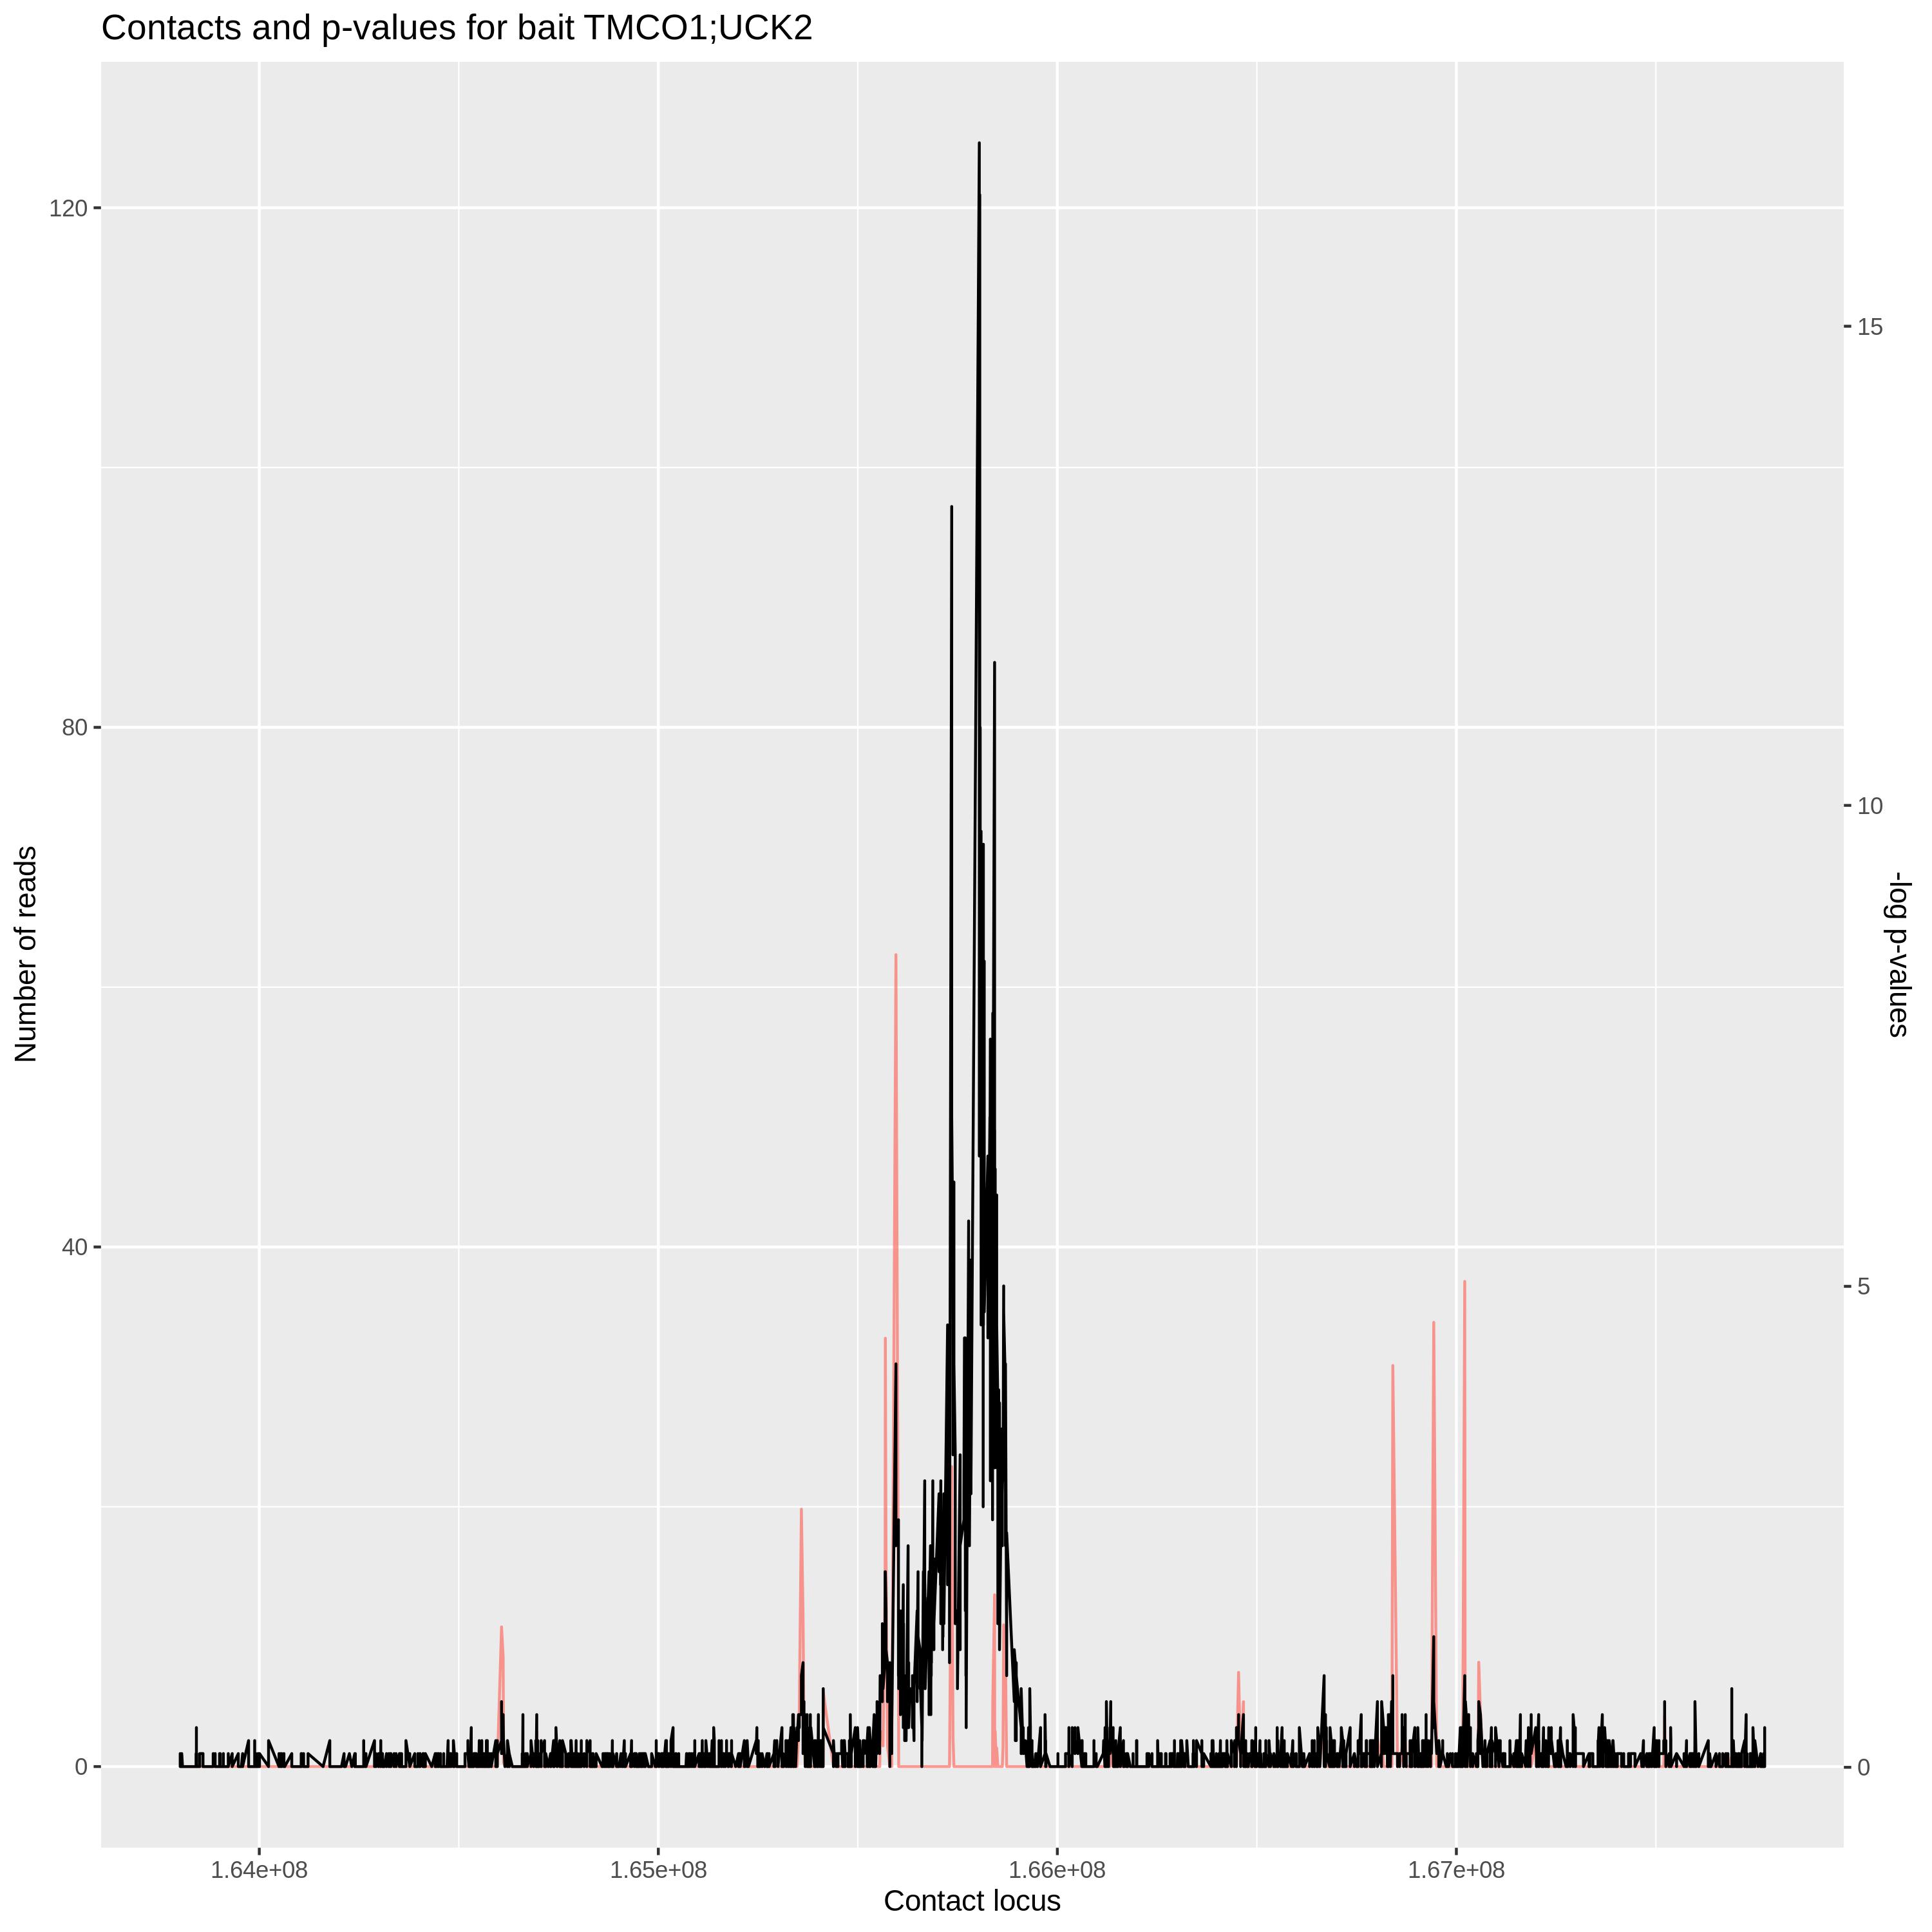 Contacts and p-values for bait TMCO1;UCK2
120
80
40
0
Number of reads
15
10
5
0
-log p-values
1.64e+08
1.65e+08
1.66e+08
1.67e+08
Contact locus